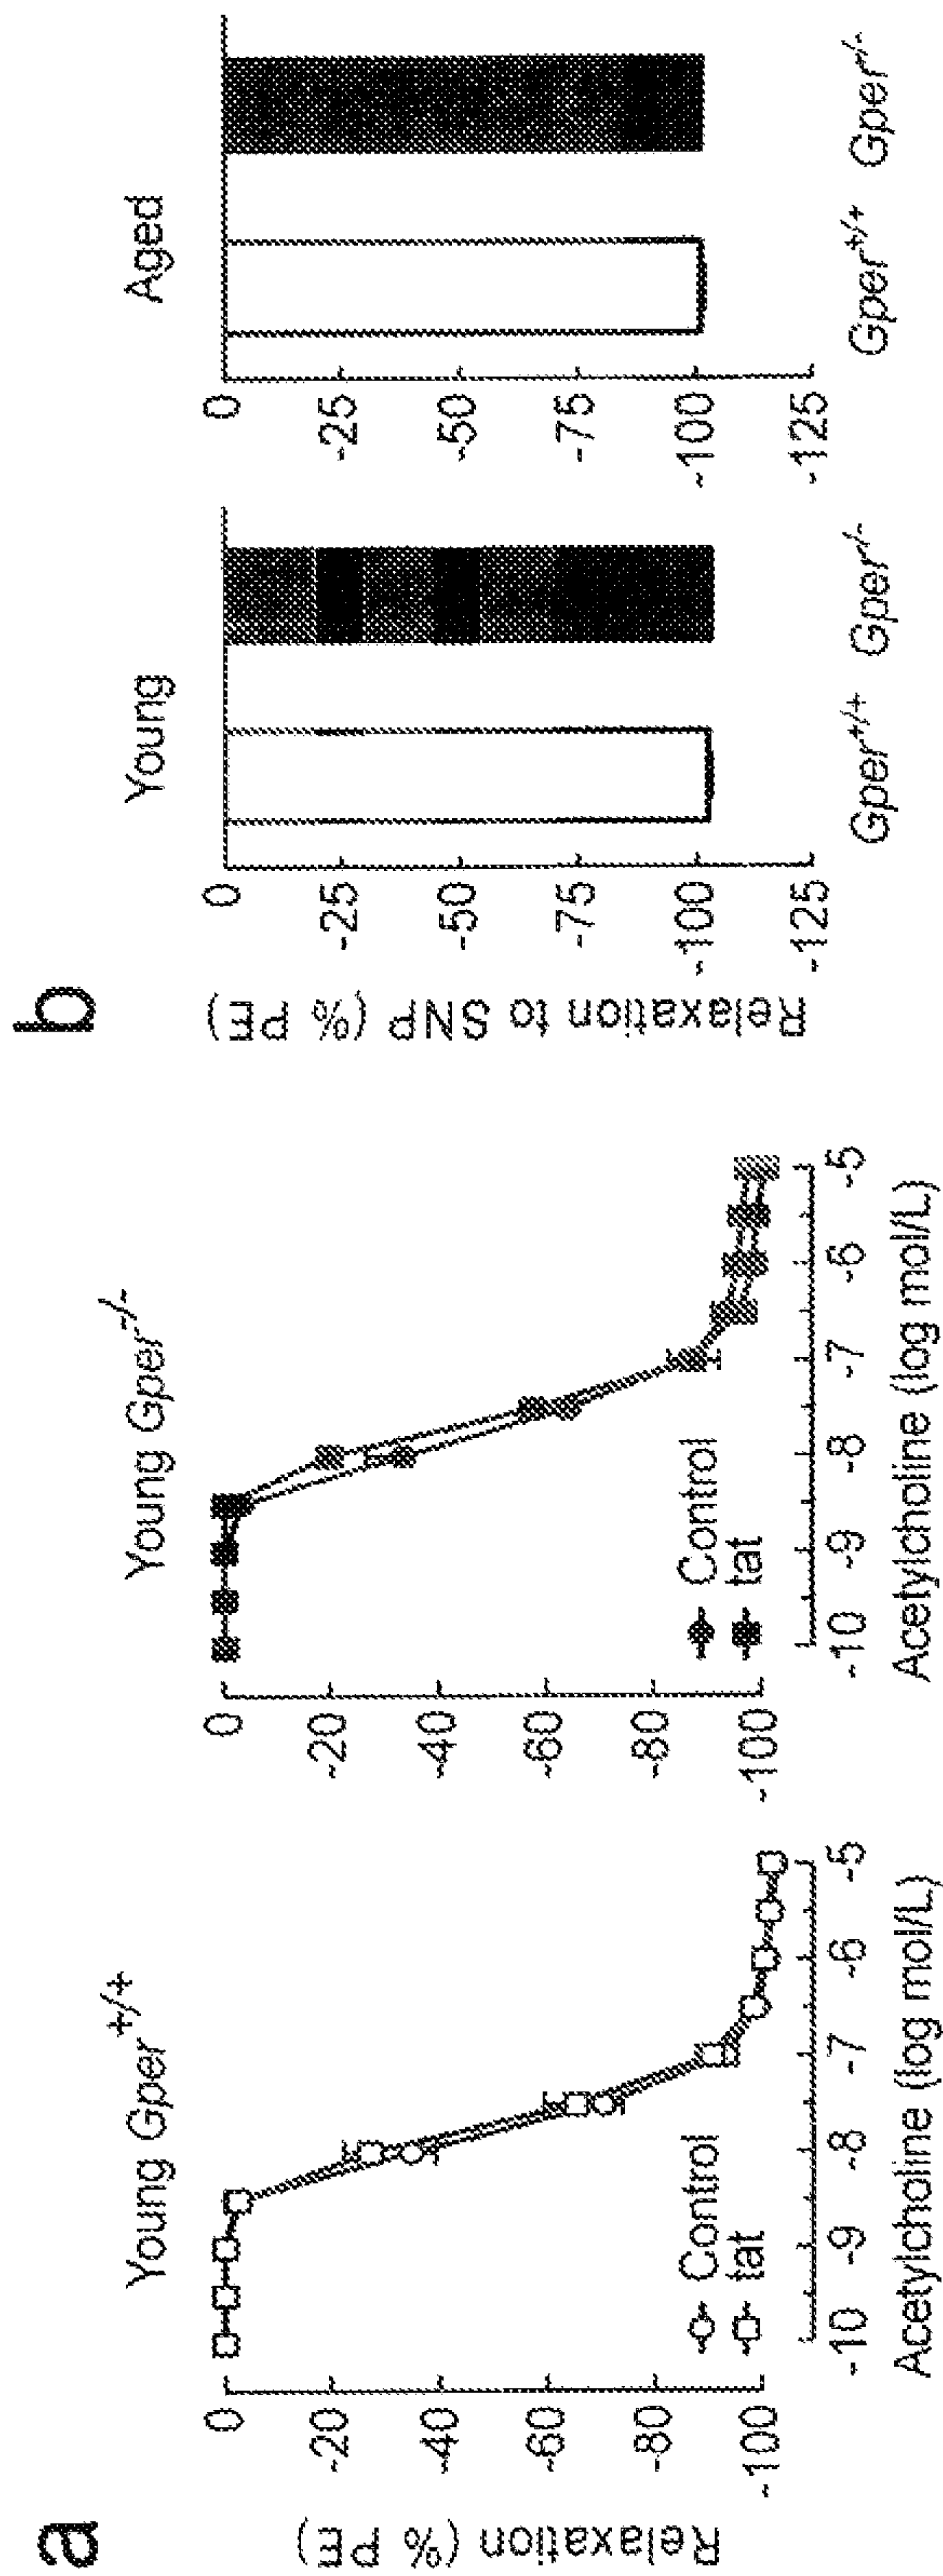 a
Young Gper+/+
Relaxation (% PE)
0
-20
-40
-60
-80
-100
Control
tat
-10 -9 -8 -7 -6 -5
Acetylcholine (log mol/L)
Young Gper-/-
0
-20
-40
-60
-80
-100
Control
tat
-10 -9 -8 -7 -6 -5
Acetylcholine (log mol/L)
b
Relaxation to SNP (% PE)
Young
0
-25
-50
-75
-100
-125
Gper+/+ Gper-/-
Aged
0
-25
-50
-75
-100
-125
Gper+/+ Gper-/-